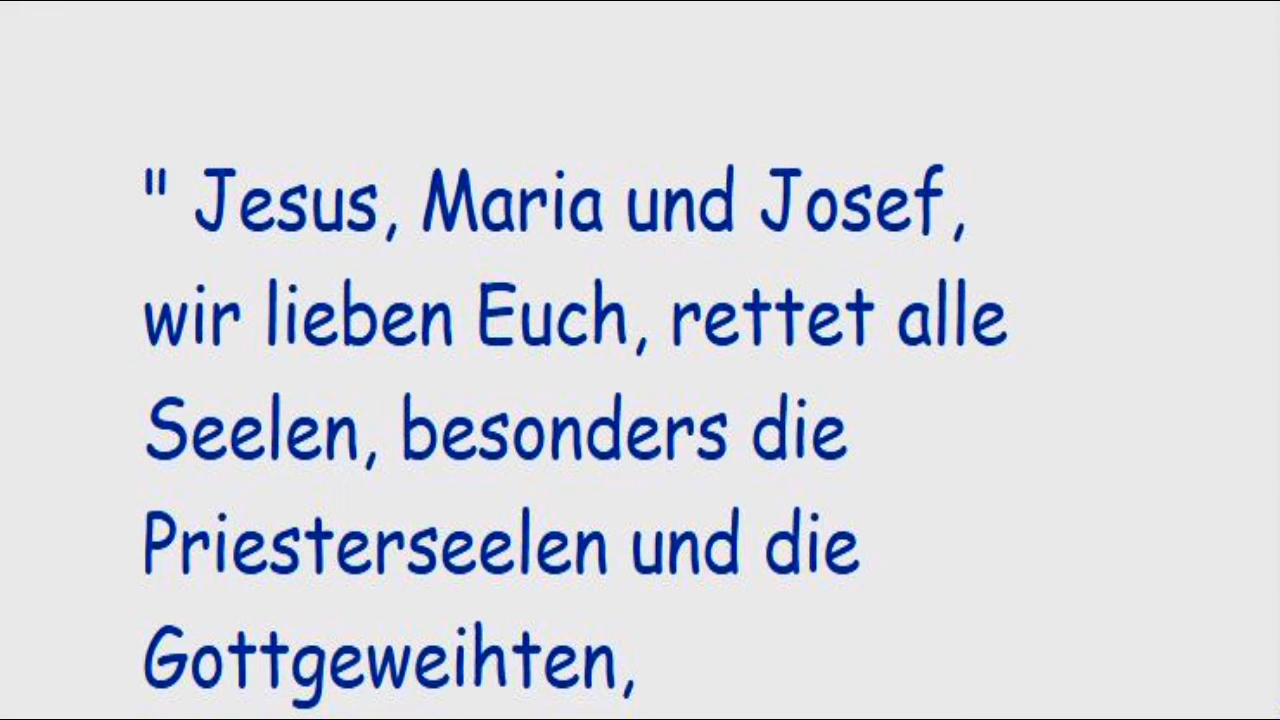 " Jesus, Maria und Josef,
wir lieben Euch, rettet alle
Seelen, besonders die
Priesterseelen und die
Gottgeweihten,